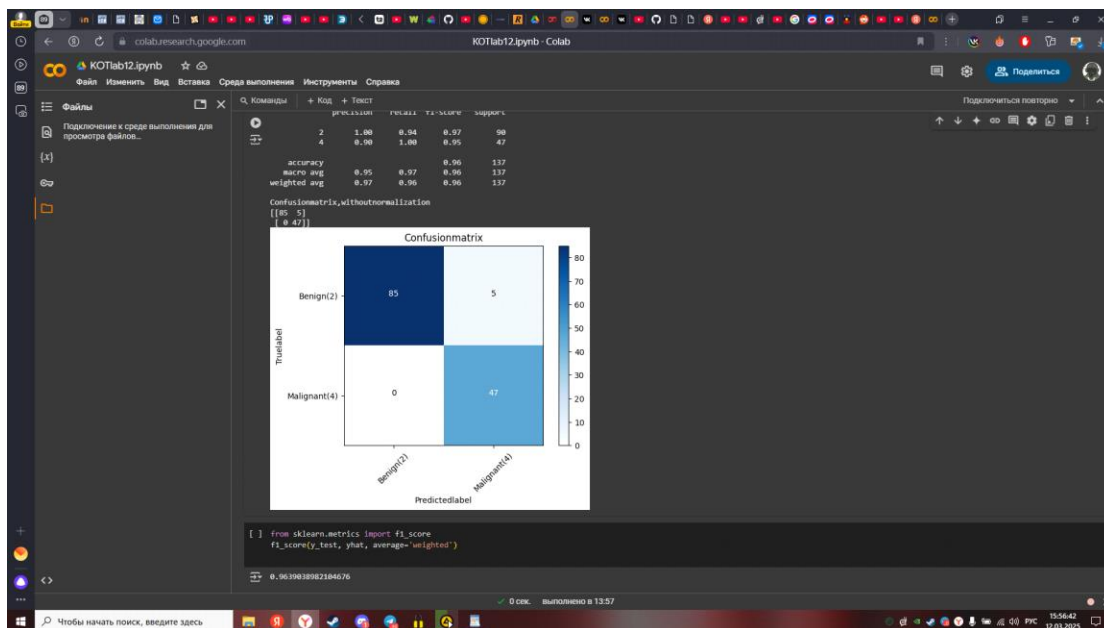 Войти
colab.research.google.com
KOTlab12.ipynb - Colab
KOTlab12.ipynb
Файл Изменить Вид Вставка Среда выполнения Инструменты Справка
Поделиться
89
Файлы
Команды + Код + Текст
Подключиться повторно
Подключение к среде выполнения для
просмотра файлов...
{x}
precision recall f1-score support
2 1.00 0.94 0.97 90
4 0.90 1.00 0.95 47
accuracy 0.96 137
macro avg 0.95 0.97 0.96 137
weighted avg 0.97 0.96 0.96 137
Confusionmatrix,withoutnormalization
[[85 5]
[ 0 47]]
Confusionmatrix
Benign(2)
85
5
Malignant(4)
0
47
Truelabel
80
70
60
50
40
30
20
10
0
Benign(2)
Malignant(4)
Predictedlabel
[ ] from sklearn.metrics import f1_score
f1_score(y_test, yhat, average='weighted')
0.9639038982104676
0 сек. выполнено в 13:57
Чтобы начать поиск, введите здесь
РУС
15:56:42
12.03.2025